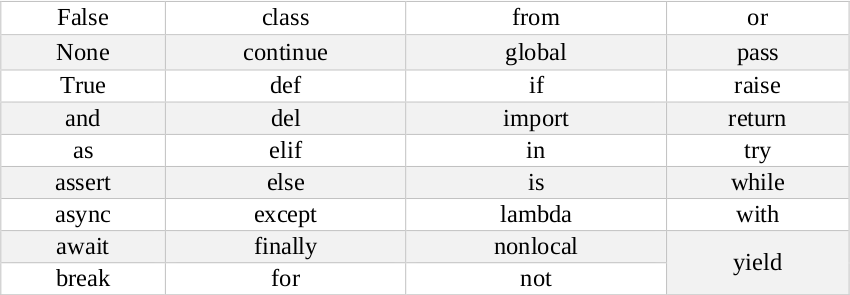 False class from or
None continue global pass
True def if raise
and del import return
as elif in try
assert else is while
async except lambda with
await finally nonlocal yield
break for not